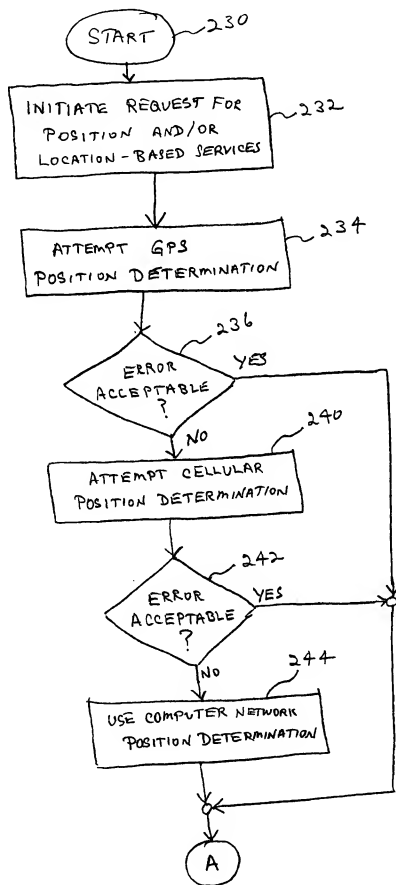 START
230
INITIATE REQUEST FOR
POSITION AND/OR
LOCATION-BASED SERVICES
232
ATTEMPT GPS
POSITION DETERMINATION
234
236
ERROR
ACCEPTABLE
?
YES
NO
240
ATTEMPT CELLULAR
POSITION DETERMINATION
242
ERROR
ACCEPTABLE
?
YES
NO
244
USE COMPUTER NETWORK
POSITION DETERMINATION
A